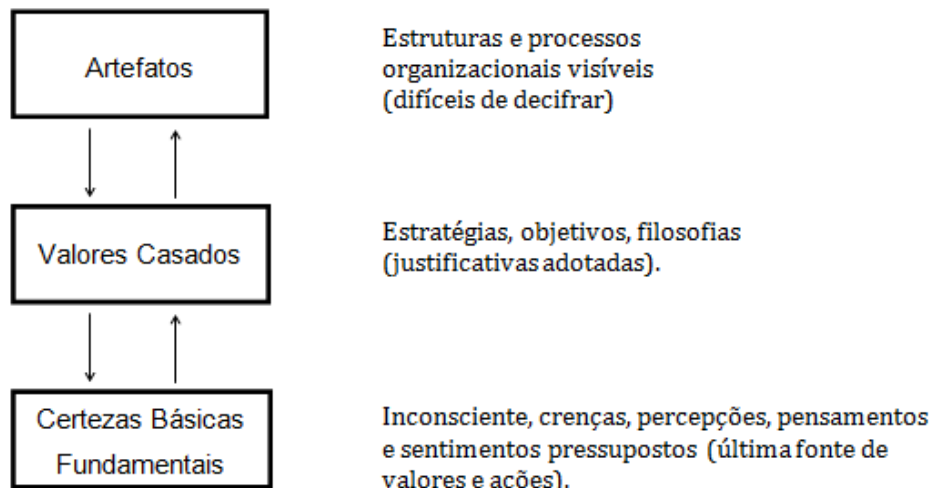 Artefatos
Estruturas e processos
organizacionais visíveis
(difíceis de decifrar)
Valores Casados
Estratégias, objetivos, filosofias
(justificativas adotadas).
Certezas Básicas
Fundamentais
Inconsciente, crenças, percepções, pensamentos
e sentimentos pressupostos (última fonte de
valores e ações).